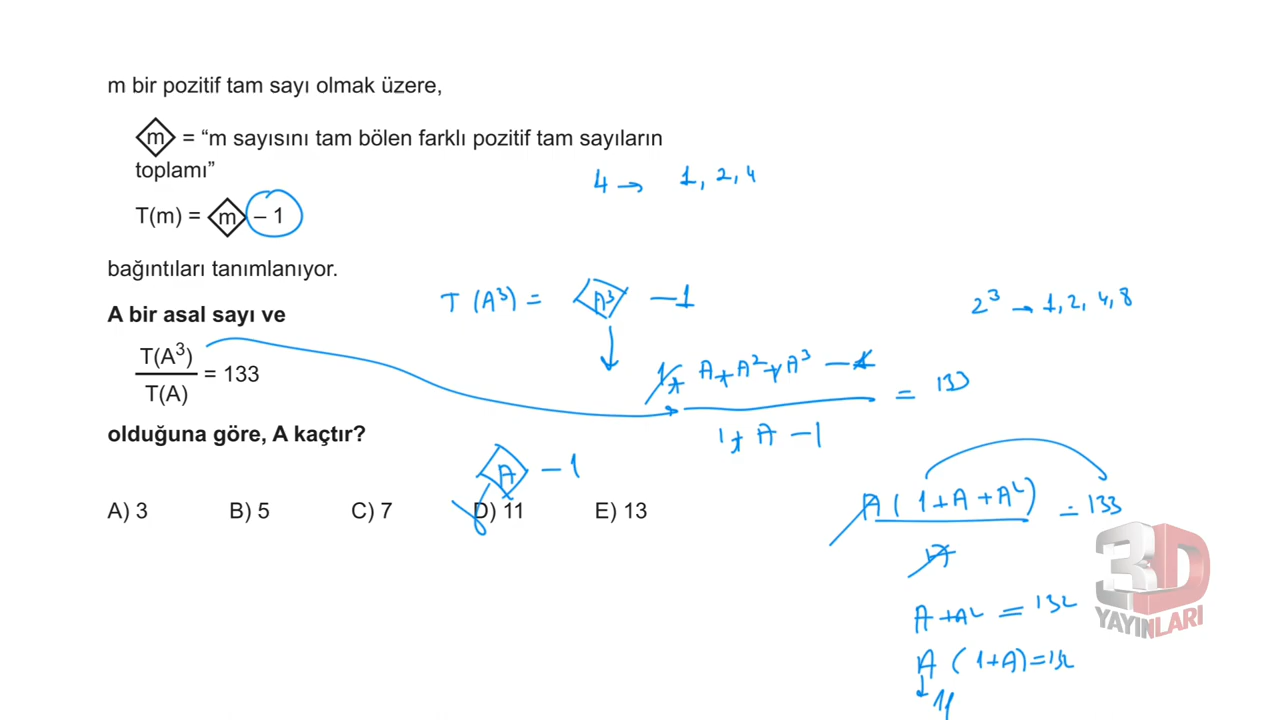 m bir pozitif tam sayı olmak üzere,
m = “m sayısını tam bölen farklı pozitif tam sayıların
toplamı”
4 → 1, 2, 4
T(m) = m – 1
bağıntıları tanımlanıyor.
T (A³) = A³ – 1
2³ → 1, 2, 4, 8
A bir asal sayı ve
T(A³)
T(A)
= 133
1 + A + A² + A³ – 1
1 + A – 1
= 133
olduğuna göre, A kaçtır?
A – 1
A) 3 B) 5 C) 7 D) 11 E) 13
A ( 1 + A + A² ) = 133
A
A + A² = 132
A ( 1 + A ) = 132
↓ 11
3D
YAYINLARI